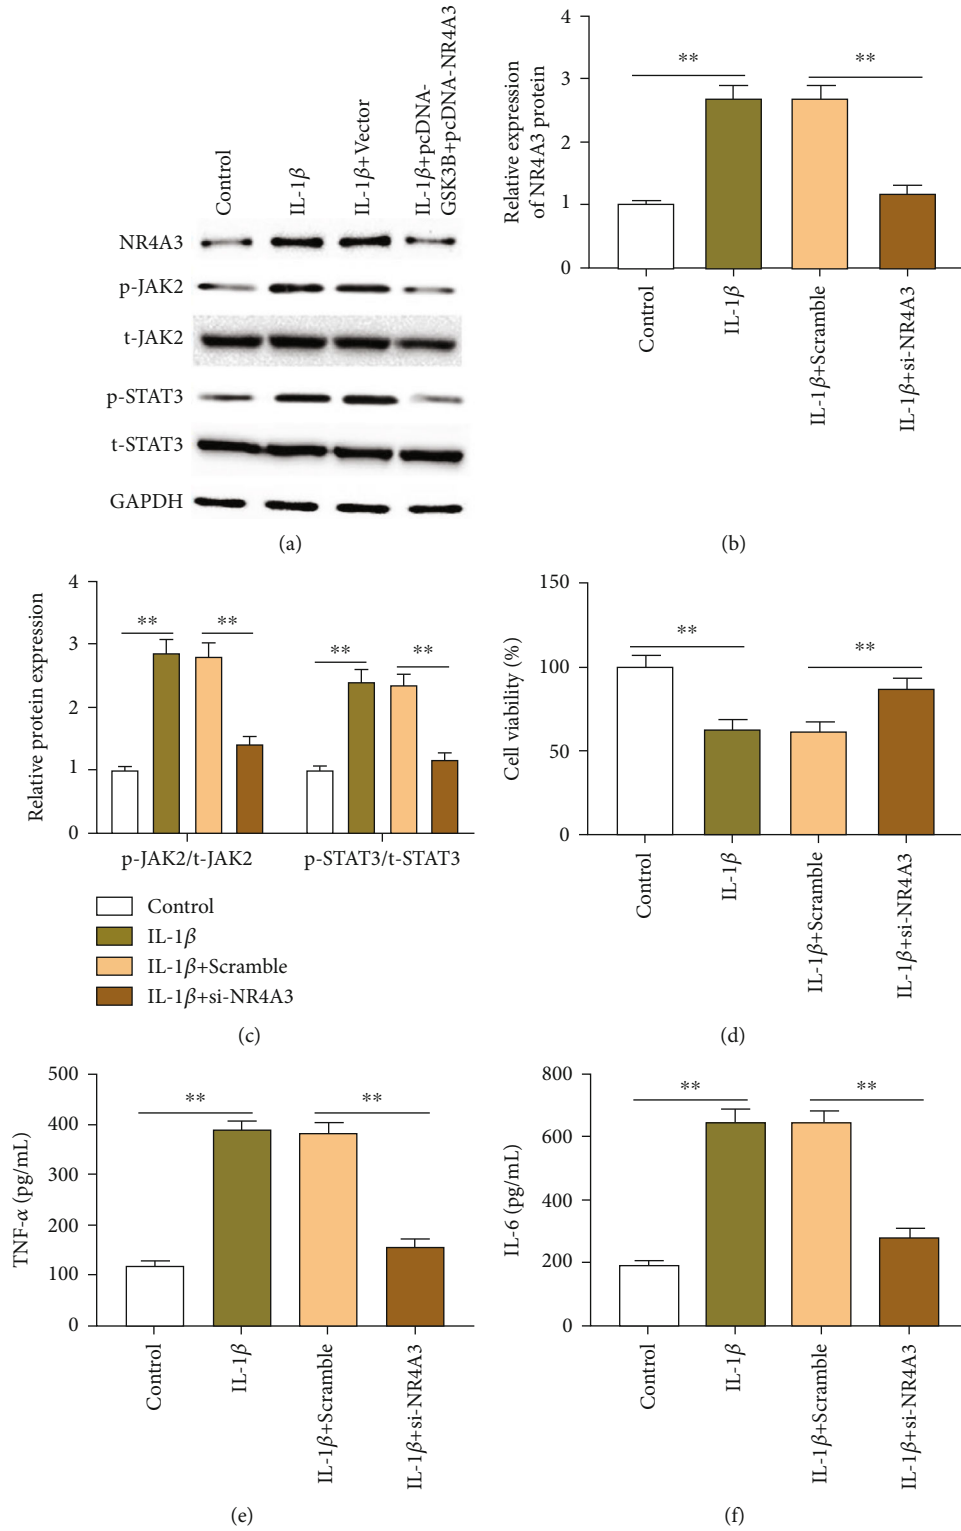 Control
IL-1β
IL-1β+Vector
IL-1β+pcDNA-
GSK3B+pcDNA-NR4A3
NR4A3
p-JAK2
t-JAK2
p-STAT3
t-STAT3
GAPDH
(a)
Relative expression
of NR4A3 protein
4
3
2
1
0
**
**
Control
IL-1β
IL-1β+Scramble
IL-1β+si-NR4A3
(b)
Relative protein expression
4
3
2
1
0
**
**
**
**
p-JAK2/t-JAK2
p-STAT3/t-STAT3
Control
IL-1β
IL-1β+Scramble
IL-1β+si-NR4A3
(c)
Cell viability (%)
150
100
50
0
**
**
Control
IL-1β
IL-1β+Scramble
IL-1β+si-NR4A3
(d)
TNF-α (pg/mL)
500
400
300
200
100
0
**
**
Control
IL-1β
IL-1β+Scramble
IL-1β+si-NR4A3
(e)
IL-6 (pg/mL)
800
600
400
200
0
**
**
Control
IL-1β
IL-1β+Scramble
IL-1β+si-NR4A3
(f)